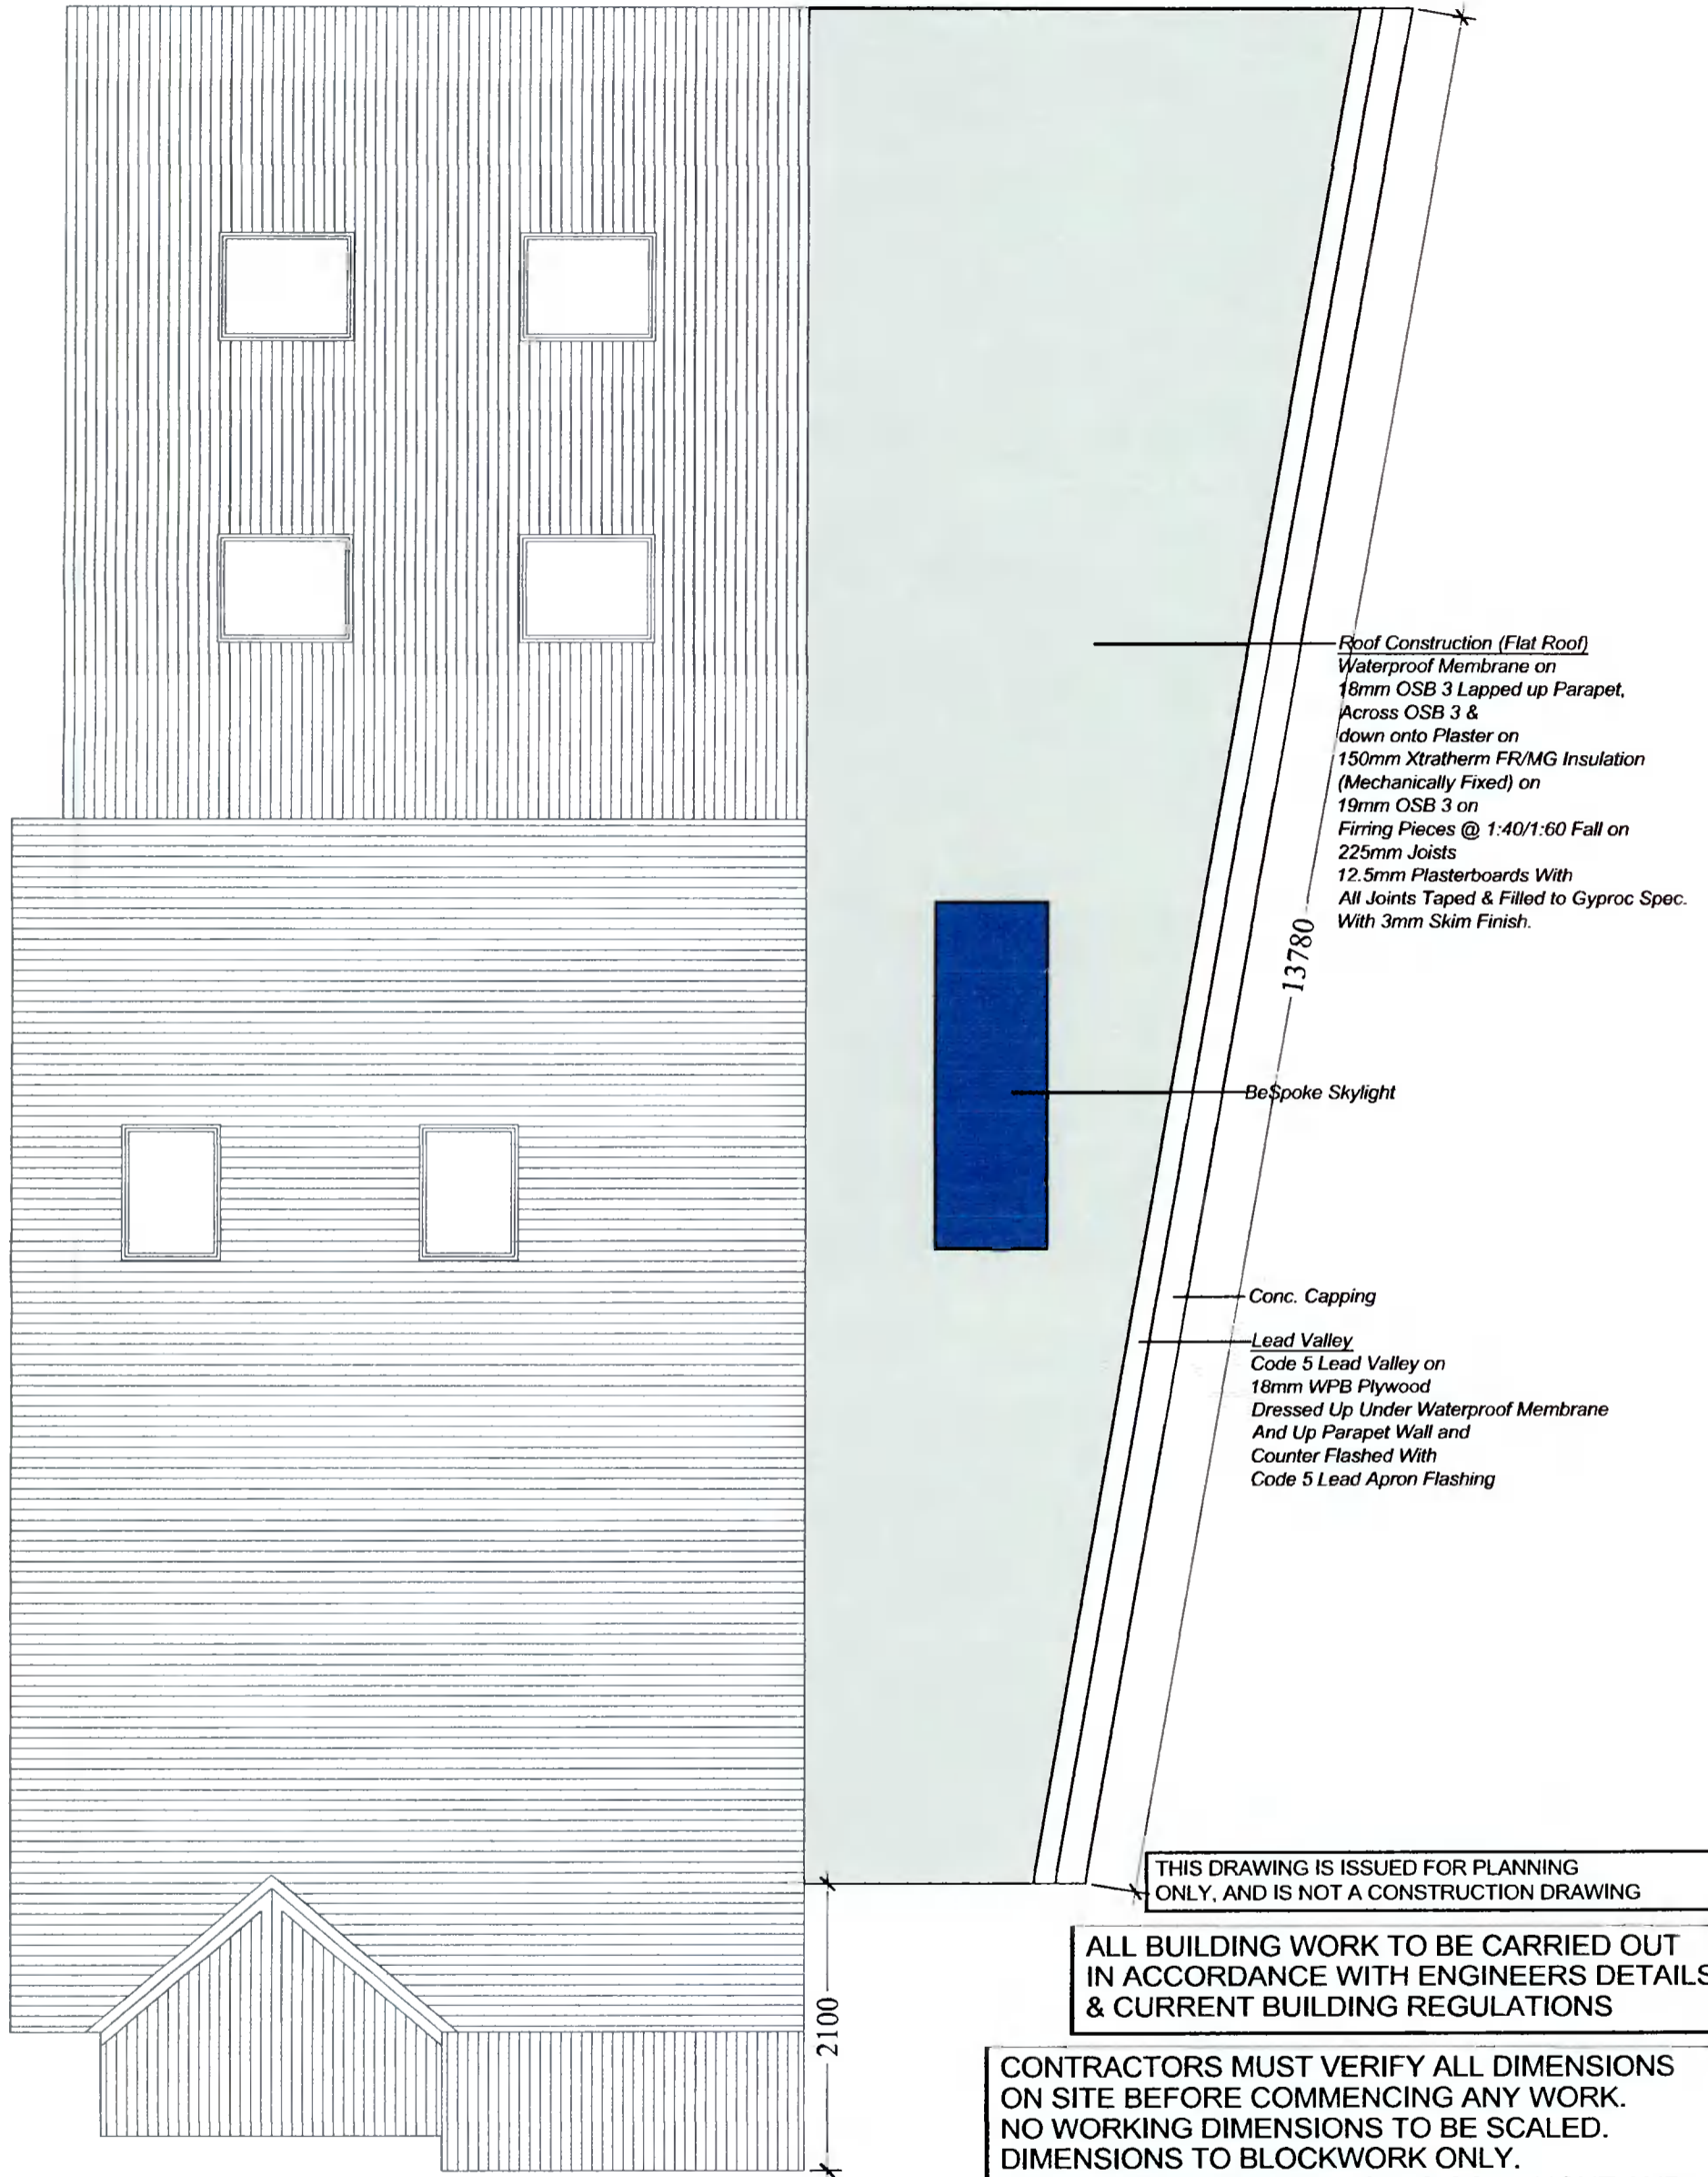 Roof Construction (Flat Roof)
Waterproof Membrane on
18mm OSB 3 Lapped up Parapet,
Across OSB 3 &
down onto Plaster on
150mm Xtratherm FR/MG Insulation
(Mechanically Fixed) on
19mm OSB 3 on
Firring Pieces @ 1:40/1:60 Fall on
225mm Joists
12.5mm Plasterboards With
All Joints Taped & Filled to Gyproc Spec.
With 3mm Skim Finish.
13780
BeSpoke Skylight
Conc. Capping
Lead Valley
Code 5 Lead Valley on
18mm WPB Plywood
Dressed Up Under Waterproof Membrane
And Up Parapet Wall and
Counter Flashed With
Code 5 Lead Apron Flashing
THIS DRAWING IS ISSUED FOR PLANNING
ONLY, AND IS NOT A CONSTRUCTION DRAWING
ALL BUILDING WORK TO BE CARRIED OUT
IN ACCORDANCE WITH ENGINEERS DETAILS
& CURRENT BUILDING REGULATIONS
2100
CONTRACTORS MUST VERIFY ALL DIMENSIONS
ON SITE BEFORE COMMENCING ANY WORK.
NO WORKING DIMENSIONS TO BE SCALED.
DIMENSIONS TO BLOCKWORK ONLY.